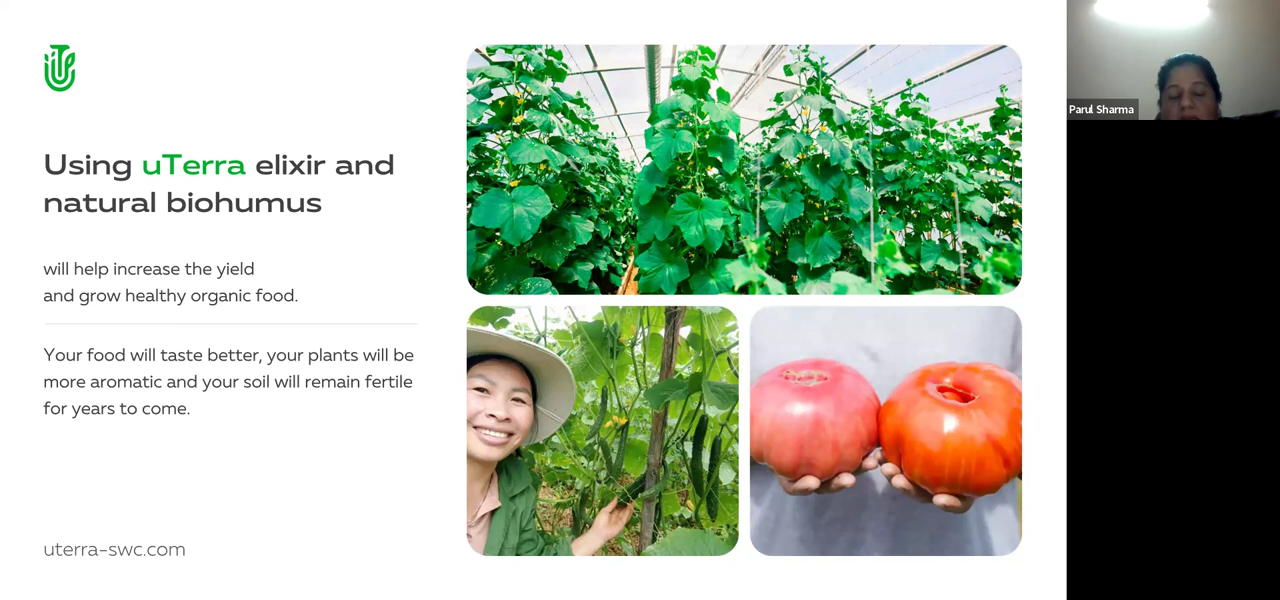 Using uTerra elixir and
natural biohumus
will help increase the yield
and grow healthy organic food.
Your food will taste better, your plants will be
more aromatic and your soil will remain fertile
for years to come.
uterra-swc.com
Parul Sharma